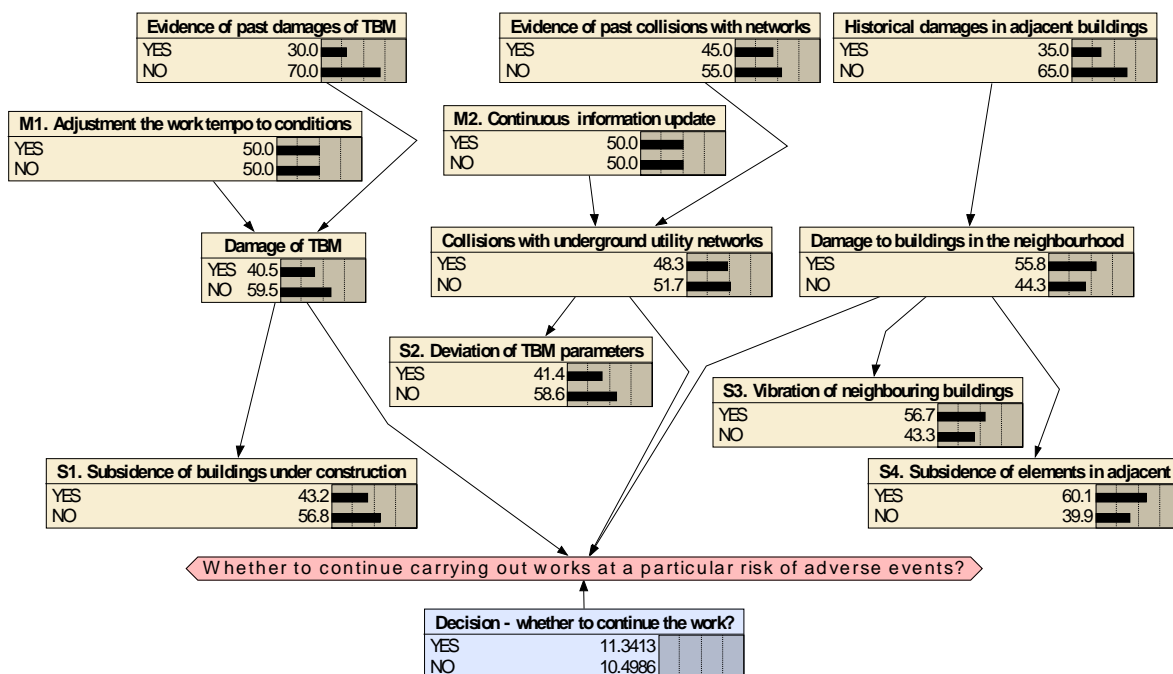 Evidence of past damages of TBM
YES 30.0
NO 70.0
Evidence of past collisions with networks
YES 45.0
NO 55.0
Historical damages in adjacent buildings
YES 35.0
NO 65.0
M1. Adjustment the work tempo to conditions
YES 50.0
NO 50.0
M2. Continuous information update
YES 50.0
NO 50.0
Damage of TBM
YES 40.5
NO 59.5
Collisions with underground utility networks
YES 48.3
NO 51.7
Damage to buildings in the neighbourhood
YES 55.8
NO 44.3
S2. Deviation of TBM parameters
YES 41.4
NO 58.6
S3. Vibration of neighbouring buildings
YES 56.7
NO 43.3
S1. Subsidence of buildings under construction
YES 43.2
NO 56.8
S4. Subsidence of elements in adjacent
YES 60.1
NO 39.9
Whether to continue carrying out works at a particular risk of adverse events?
Decision - whether to continue the work?
YES 11.3413
NO 10.4986